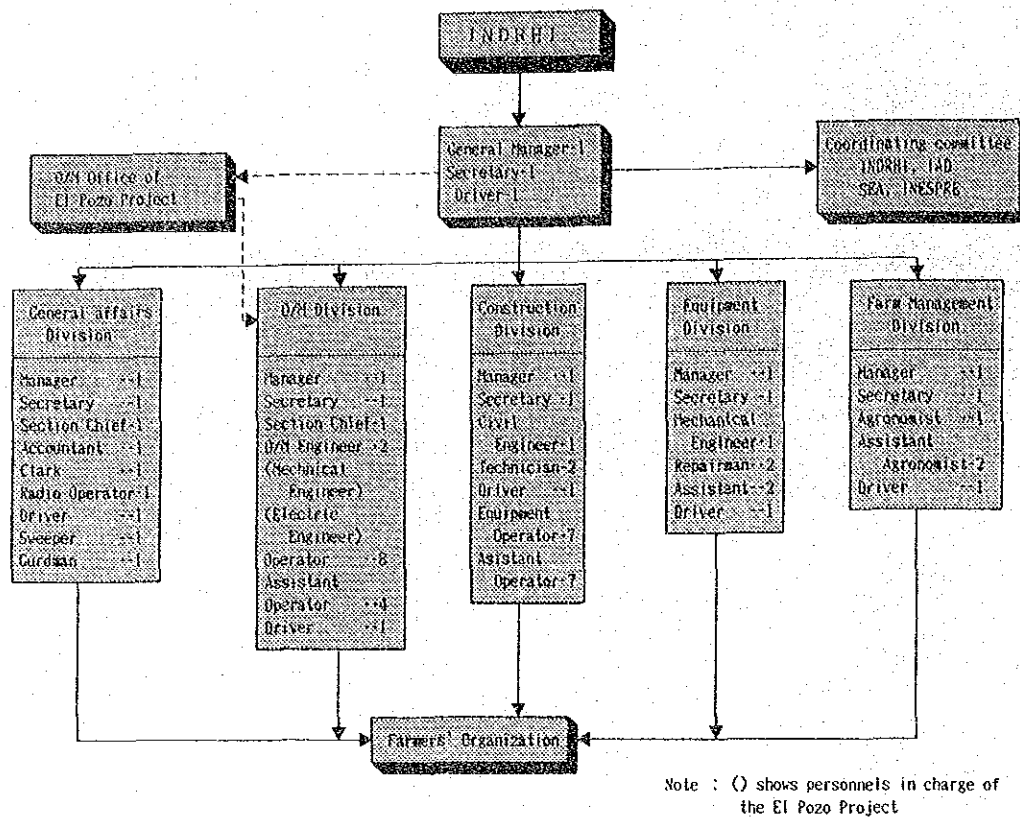 INDRHI
General Manager-1
Secretary-1
Driver-1
Coordinating committee
INDRHI, IAD
SEA, INESPRE
O/M Office of
El Pozo Project
General affairs
Division
Manager --1
Secretary --1
Section Chief-1
Accountant --1
Clark --1
Radio Operator-1
Driver --1
Sweeper --1
Gurdman --1
O/M Division
Manager --1
Secretary --1
Section Chief-1
O/M Engineer --2
(Mechnical
Engineer)
(Electric
Engineer)
Operator --8
Assistant
Operator --4
Driver --1
Construction
Division
Manager --1
Secretary -1
Civil
Engineer-1
Technician-2
Driver --1
Equipment
Operator-7
Asistant
Operator-7
Equipment
Division
Manager --1
Secretary -1
Mechanical
Engineer-1
Repairman--2
Assistant--2
Driver --1
Farm Management
Division
Manager --1
Secretary --1
Agronomist --1
Assistant
Agronomist-2
Driver --1
Farmers' Organization
Note : () shows personnels in charge of
the El Pozo Project